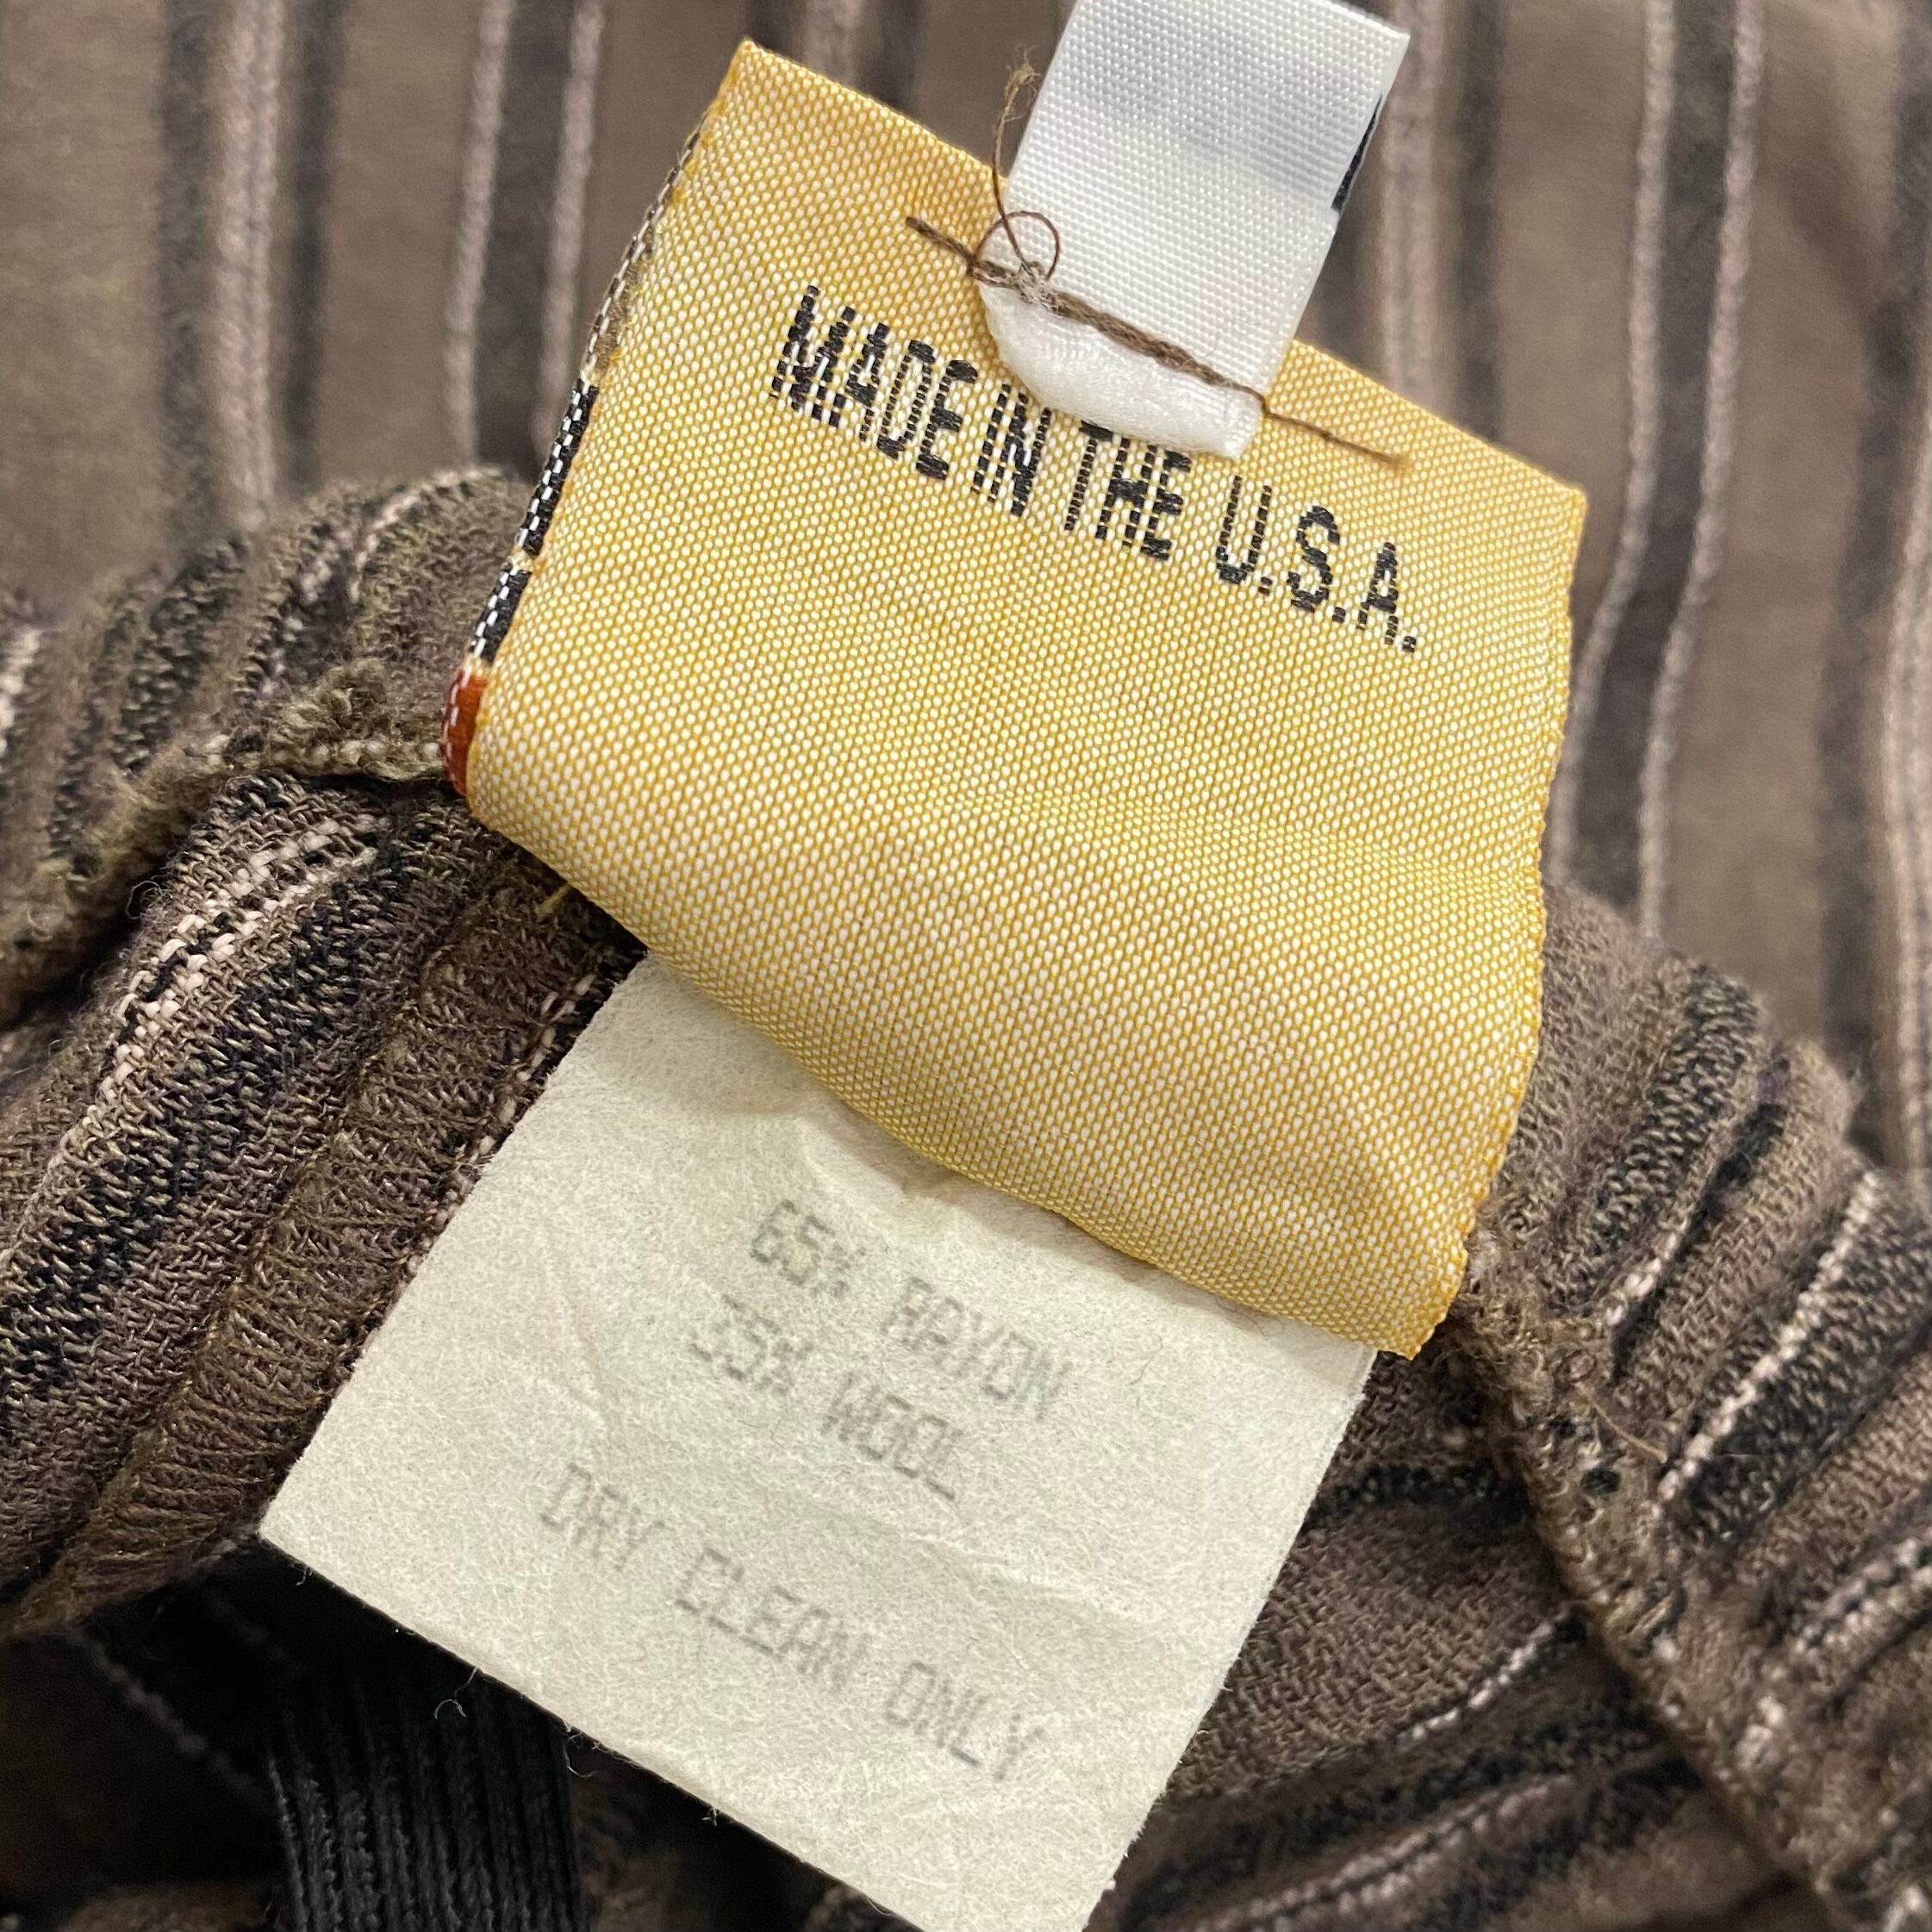 MADE IN THE U.S.A.
65% RAYON
35% WOOL
DRY CLEAN ONLY